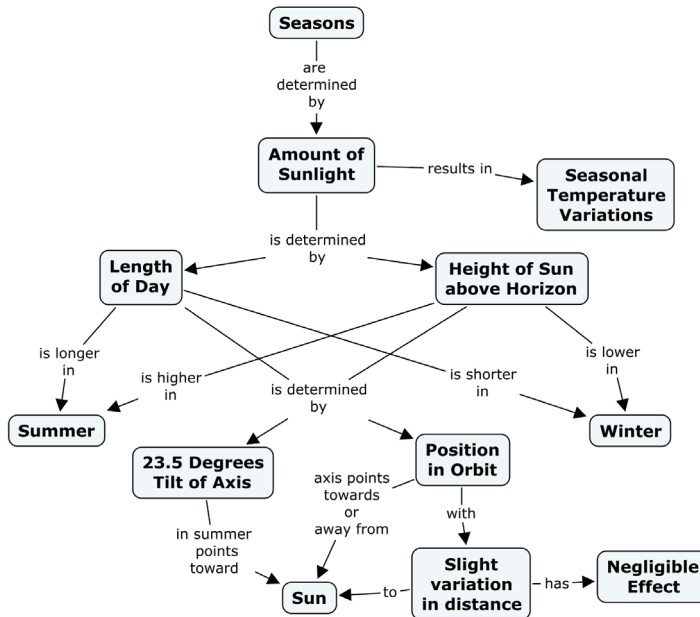 Seasons
are
determined
by
Amount of
Sunlight
results in
Seasonal
Temperature
Variations
is determined
by
Length
of Day
Height of Sun
above Horizon
is longer
in
is higher
in
is determined
by
is shorter
in
is lower
in
Summer
Winter
23.5 Degrees
Tilt of Axis
Position
in Orbit
axis points
towards
or
away from
with
in summer
points
toward
Sun
to
Slight
variation
in distance
has
Negligible
Effect